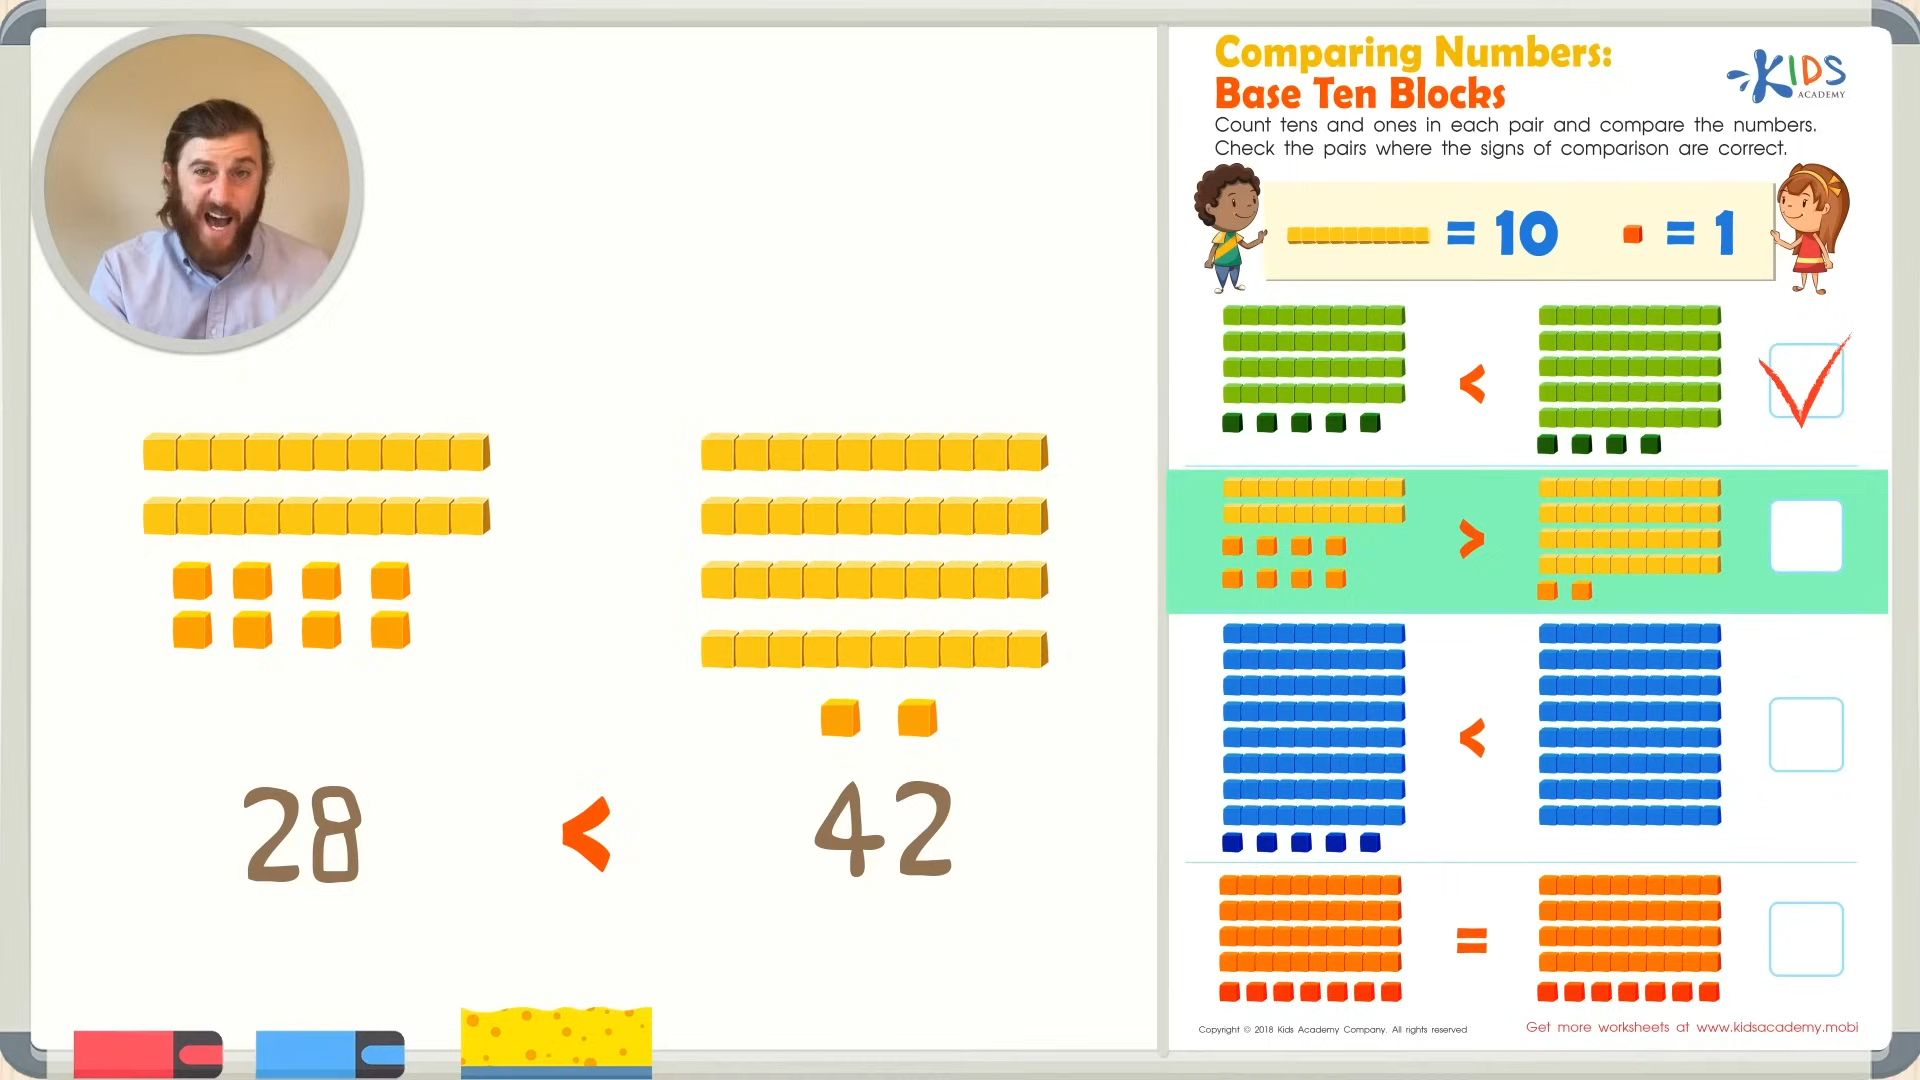 28 < 42
Comparing Numbers:
Base Ten Blocks
KIDS
ACADEMY
Count tens and ones in each pair and compare the numbers.
Check the pairs where the signs of comparison are correct.
= 10 = 1
<
>
<
=
Copyright © 2018 Kids Academy Company. All rights reserved
Get more worksheets at www.kidsacademy.mobi